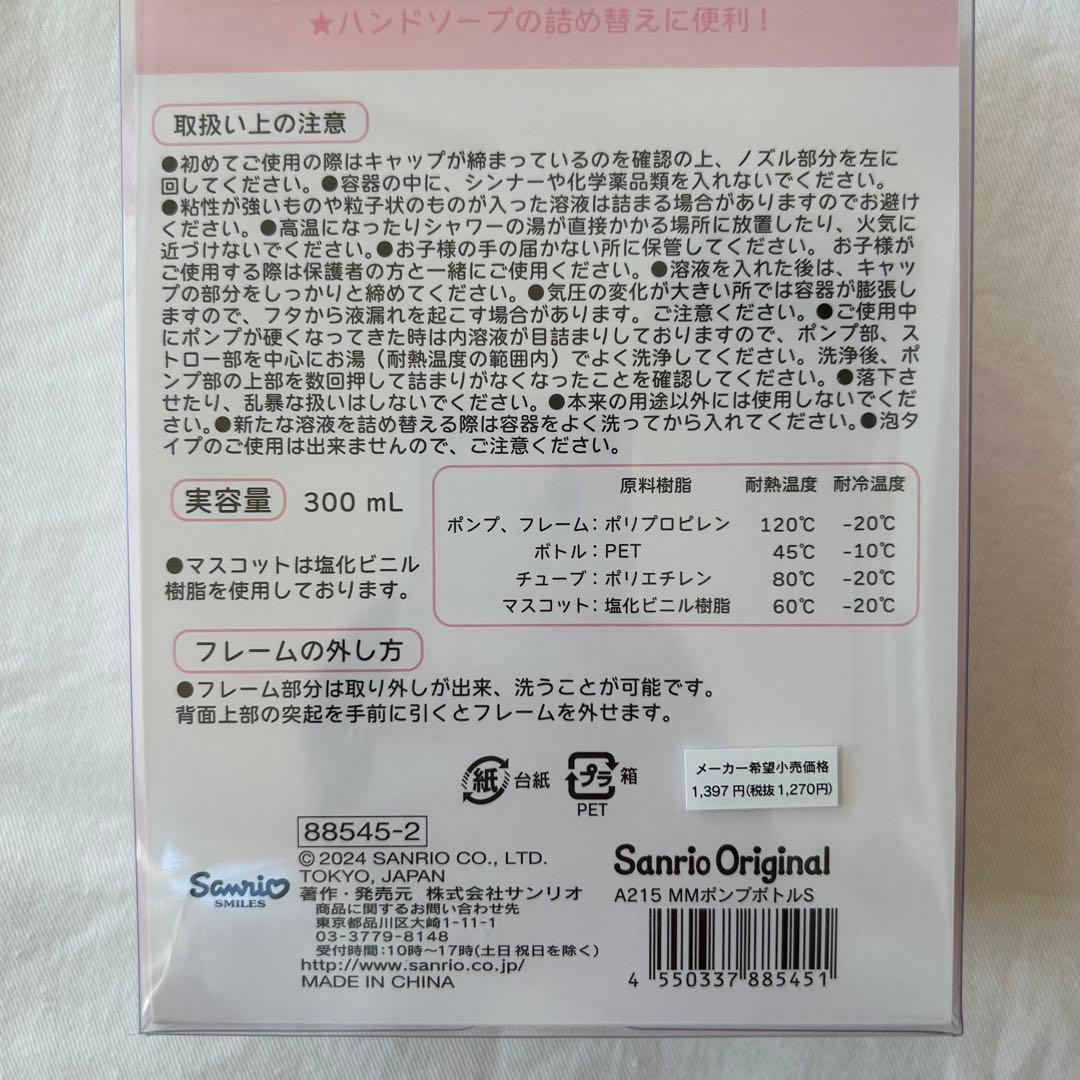 ★ハンドソープの詰め替えに便利！
取扱い上の注意
●初めてご使用の際はキャップが締まっているのを確認の上、ノズル部分を左に
回してください。●容器の中に、シンナーや化学薬品類を入れないでください。
●粘性が強いものや粒子状のものが入った溶液は詰まる場合がありますのでお避け
ください。●高温になったりシャワーの湯が直接かかる場所に放置したり、火気に
近づけないでください。●お子様の手の届かない所に保管してください。 お子様が
ご使用する際は保護者の方と一緒にご使用ください。●溶液を入れた後は、キャッ
プの部分をしっかりと締めてください。●気圧の変化が大きい所では容器が膨張し
ますので、フタから液漏れを起こす場合があります。ご注意ください。●ご使用中
にポンプが硬くなってきた時は内溶液が目詰まりしておりますので、ポンプ部、ス
トロー部を中心にお湯（耐熱温度の範囲内）でよく洗浄してください。洗浄後、ポ
ンプ部の上部を数回押して詰まりがなくなったことを確認してください。●落下さ
せたり、乱暴な扱いはしないでください。●本来の用途以外には使用しないでくださ
い。●新たな溶液を詰め替える際は容器をよく洗ってから入れてください。●泡タ
イプのご使用は出来ませんので、ご注意ください。
実容量 300 mL
●マスコットは塩化ビニル
樹脂を使用しております。
原料樹脂 耐熱温度 耐冷温度
ポンプ、フレーム：ポリプロピレン 120℃ -20℃
ボトル：PET 45℃ -10℃
チューブ：ポリエチレン 80℃ -20℃
マスコット：塩化ビニル樹脂 60℃ -20℃
フレームの外し方
●フレーム部分は取り外しが出来、洗うことが可能です。
背面上部の突起を手前に引くとフレームを外せます。
紙 台紙 プラ 箱
PET
メーカー希望小売価格
1,397円(税抜1,270円)
88545-2
©2024 SANRIO CO., LTD.
TOKYO, JAPAN
著作・発売元 株式会社サンリオ
商品に関するお問い合わせ先
東京都品川区大崎1-11-1
03-3779-8148
受付時間：10時〜17時(土日祝日を除く)
http://www.sanrio.co.jp/
MADE IN CHINA
Sanrio
SMILES
Sanrio Original
A215 MMポンプボトルS
4 550337 885451